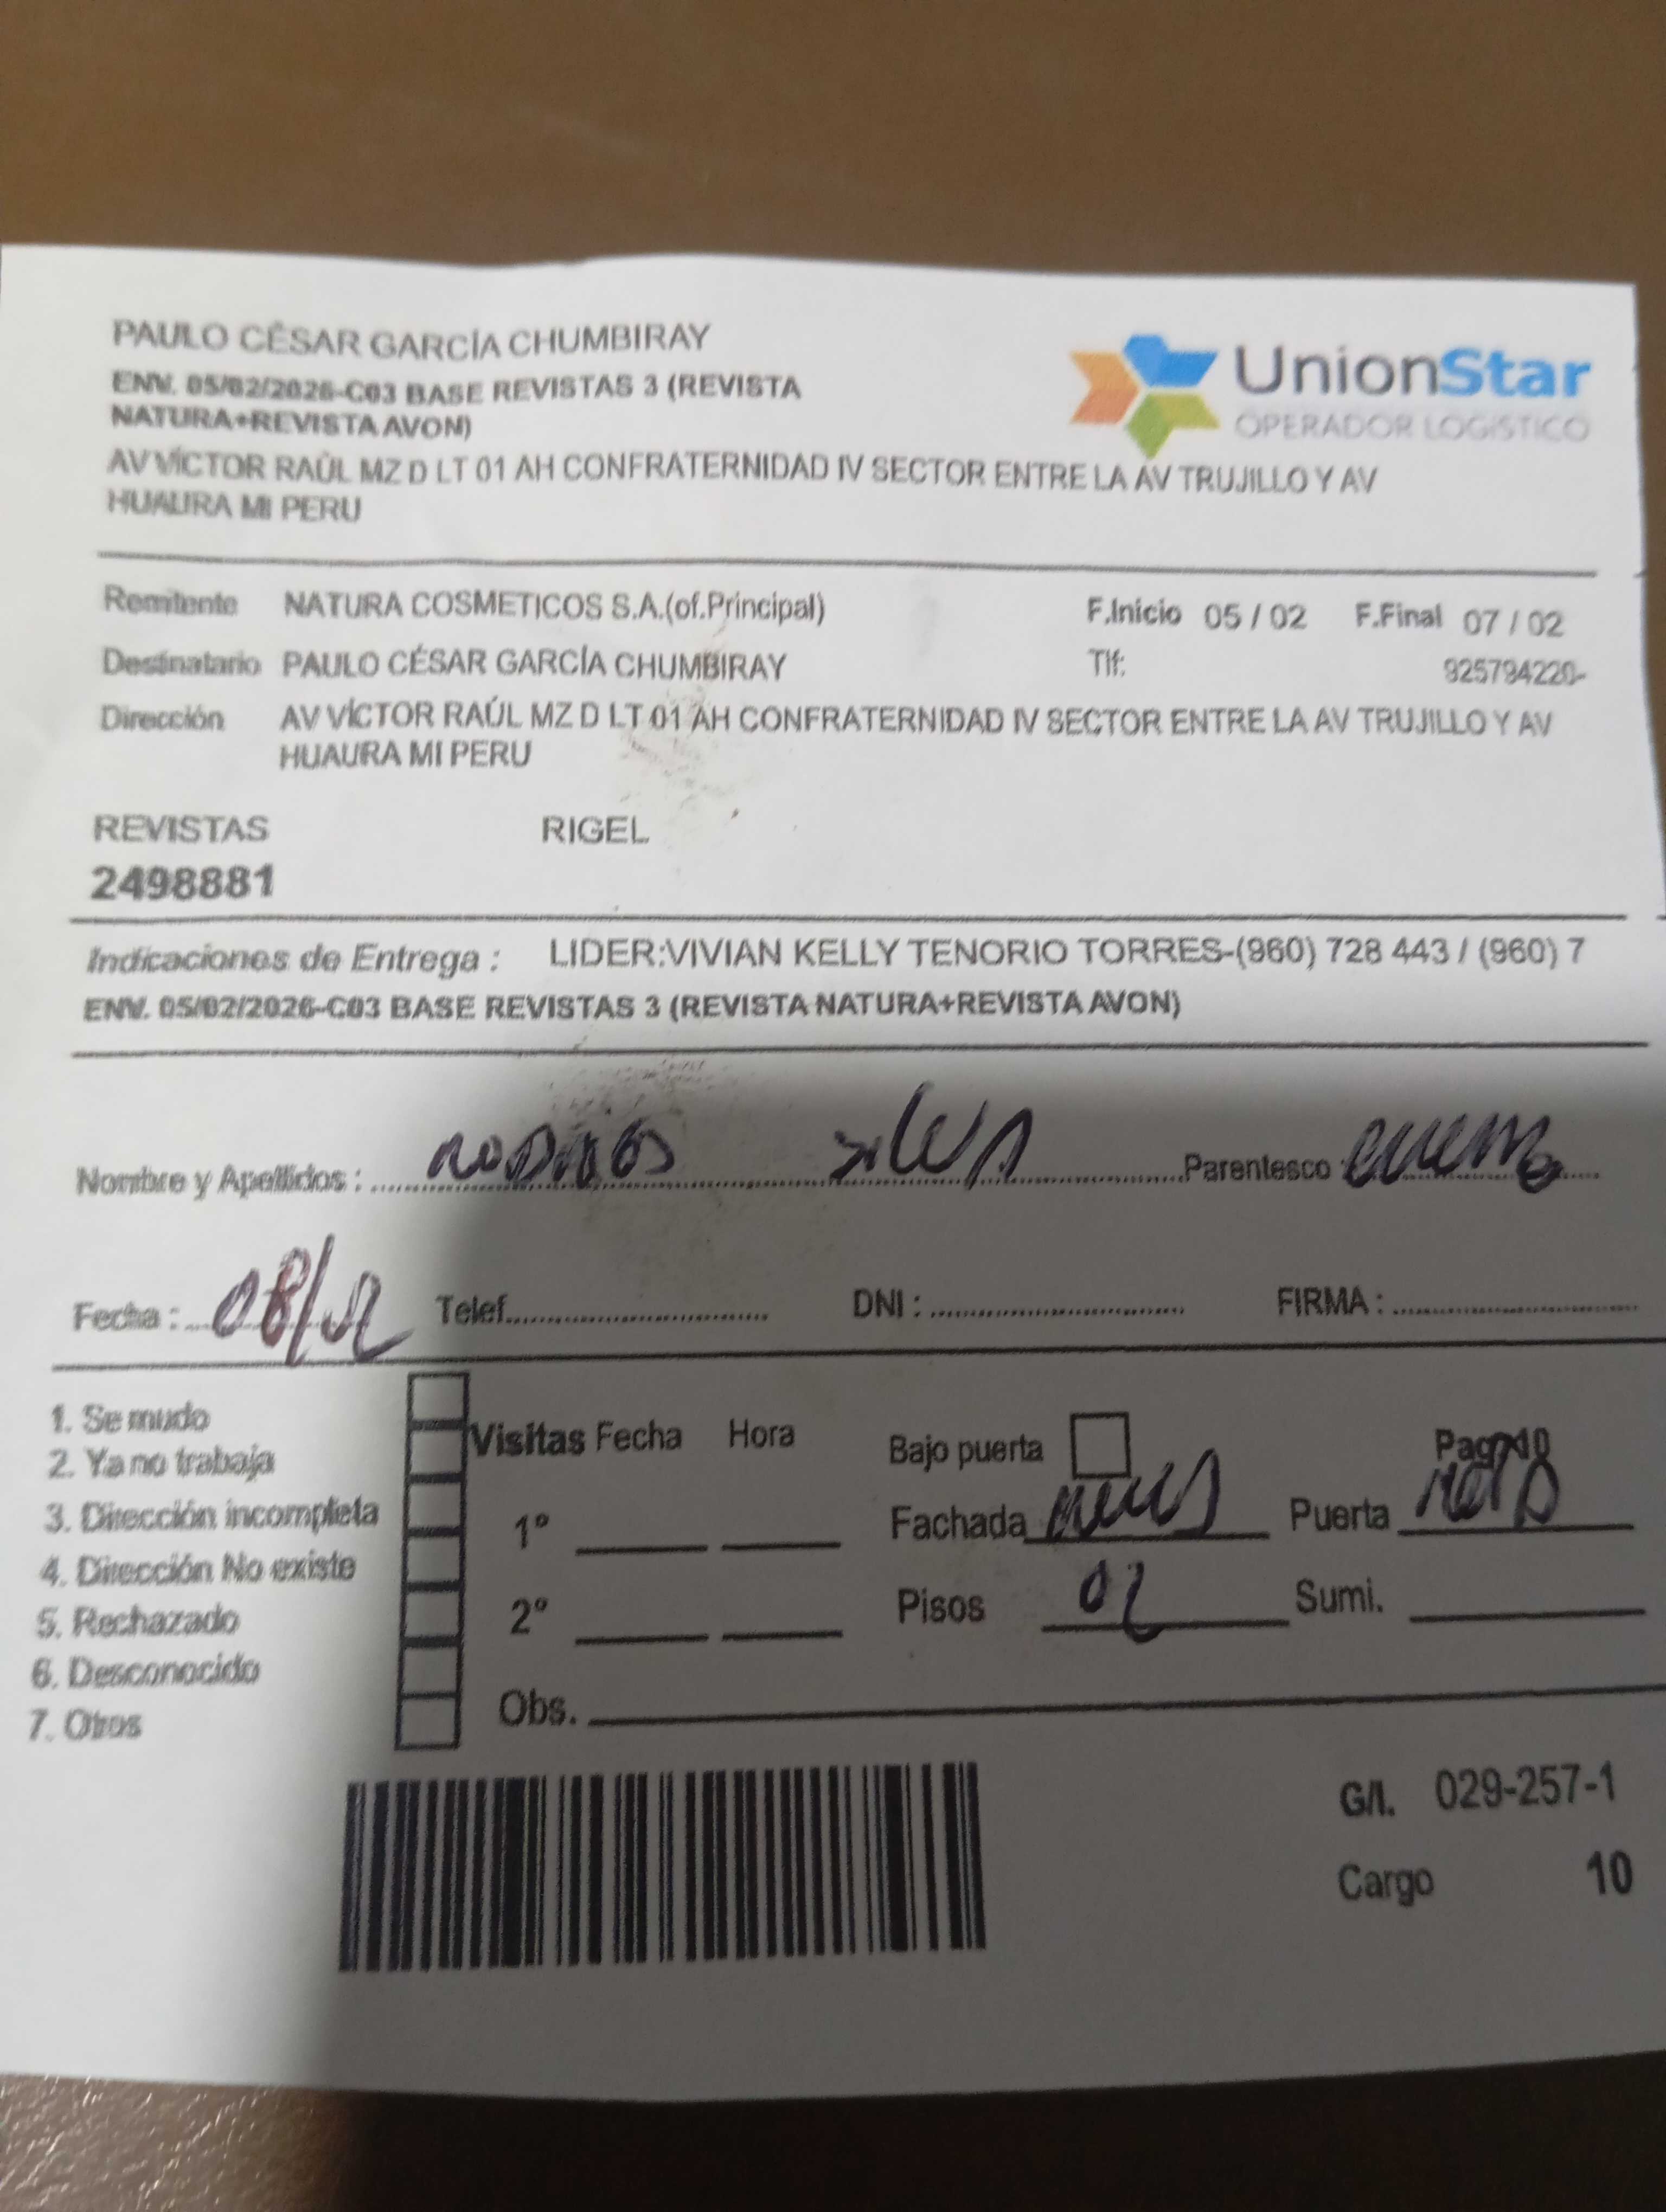 PAULO CÉSAR GARCÍA CHUMBIRAY
UnionStar
OPERADOR LOGÍSTICO
ENV. 05/02/2026-C03 BASE REVISTAS 3 (REVISTA
NATURA+REVISTA AVON)
AV VÍCTOR RAÚL MZ D LT 01 AH CONFRATERNIDAD IV SECTOR ENTRE LA AV TRUJILLO Y AV
HUAURA MI PERU
Remitente NATURA COSMETICOS S.A.(of.Principal) F.Inicio 05 / 02 F.Final 07 / 02
Destinatario PAULO CÉSAR GARCÍA CHUMBIRAY Tlf: 925794220-
Dirección AV VÍCTOR RAÚL MZ D LT 01 AH CONFRATERNIDAD IV SECTOR ENTRE LA AV TRUJILLO Y AV
HUAURA MI PERU
REVISTAS RIGEL
2498881
Indicaciones de Entrega : LIDER:VIVIAN KELLY TENORIO TORRES-(960) 728 443 / (960) 7
ENV. 05/02/2026-C03 BASE REVISTAS 3 (REVISTA NATURA+REVISTA AVON)
Nombre y Apellidos : Parentesco
Fecha : 08/02 Telef. DNI : FIRMA :
1. Se mudo
2. Ya no trabaja
3. Dirección incompleta
4. Dirección No existe
5. Rechazado
6. Desconocido
7. Otros
Visitas Fecha Hora
1º
2º
Obs.
Bajo puerta
Fachada Puerta
Pisos 02 Sumi.
G/I. 029-257-1
Cargo 10